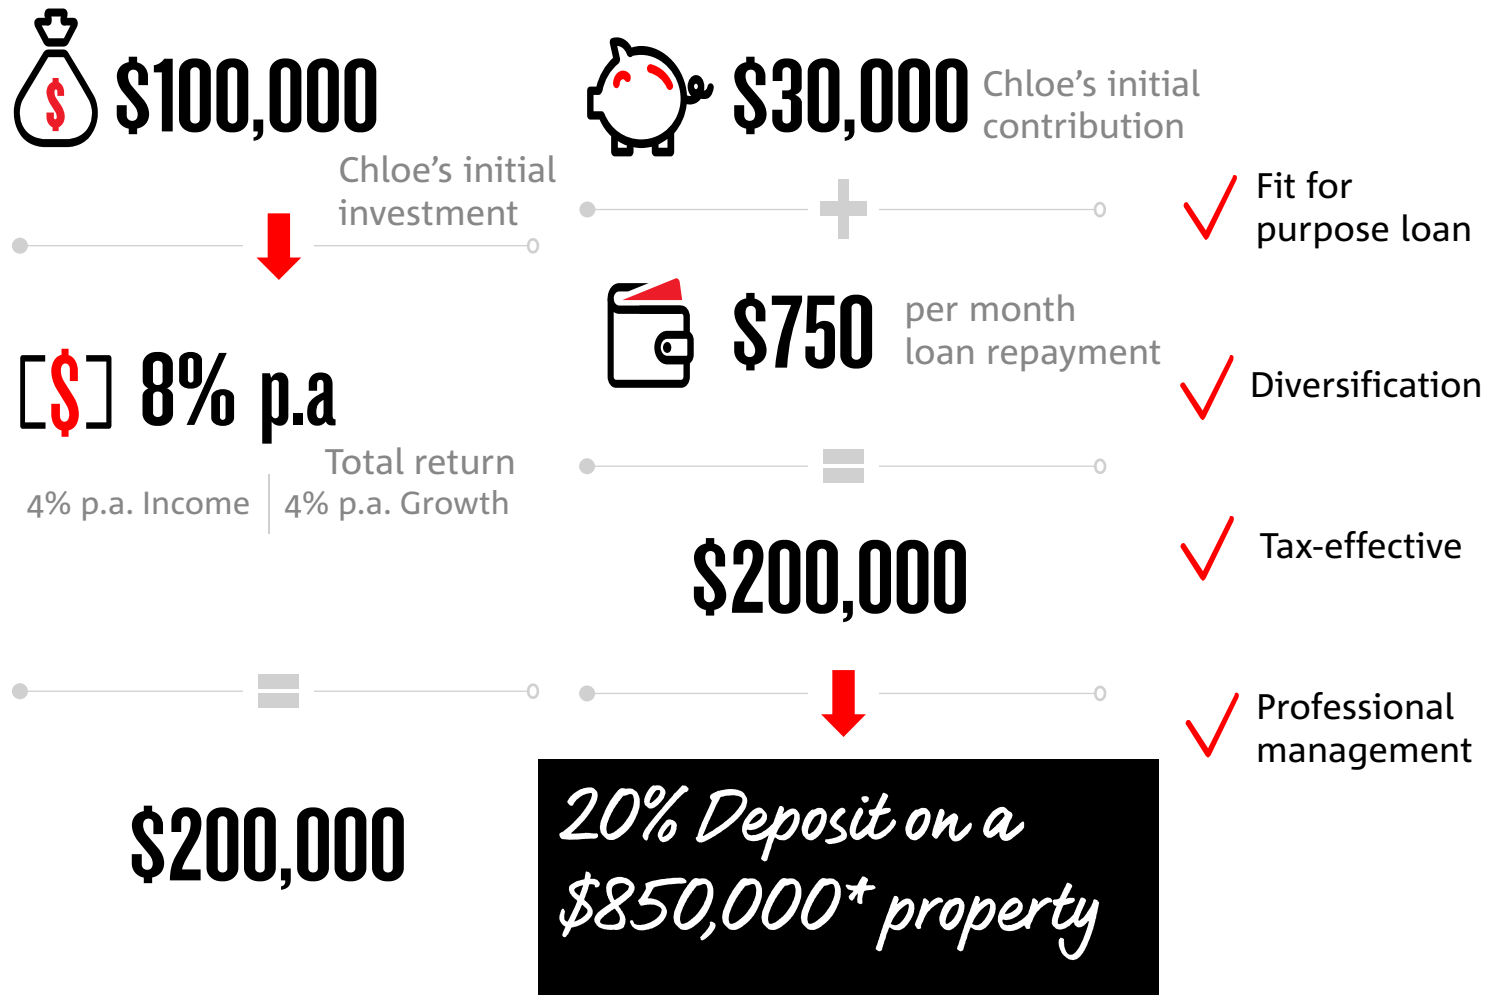 $
$100,000
Chloe’s initial
investment
$ 8% p.a
Total return
4% p.a. Income
4% p.a. Growth
$200,000
$30,000
Chloe’s initial
contribution
+
$750
per month
loan repayment
=
$200,000
20% Deposit on a
$850,000* property
Fit for
purpose loan
Diversification
Tax-effective
Professional
management